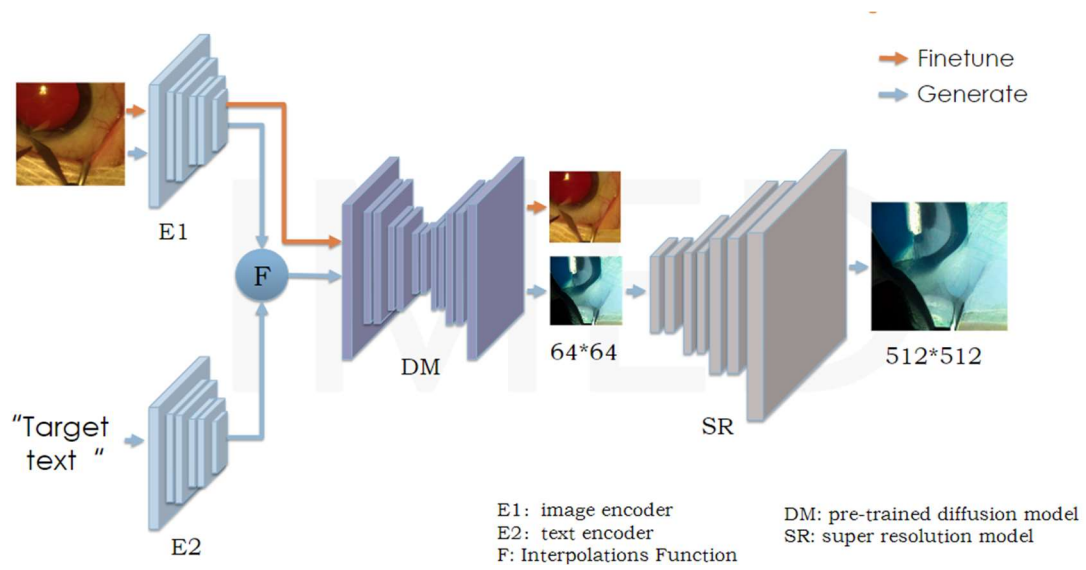 Finetune
Generate
E1
F
DM
64*64
512*512
SR
“Target
text “
E2
E1: image encoder
E2: text encoder
F: Interpolations Function
DM: pre-trained diffusion model
SR: super resolution model
IMED